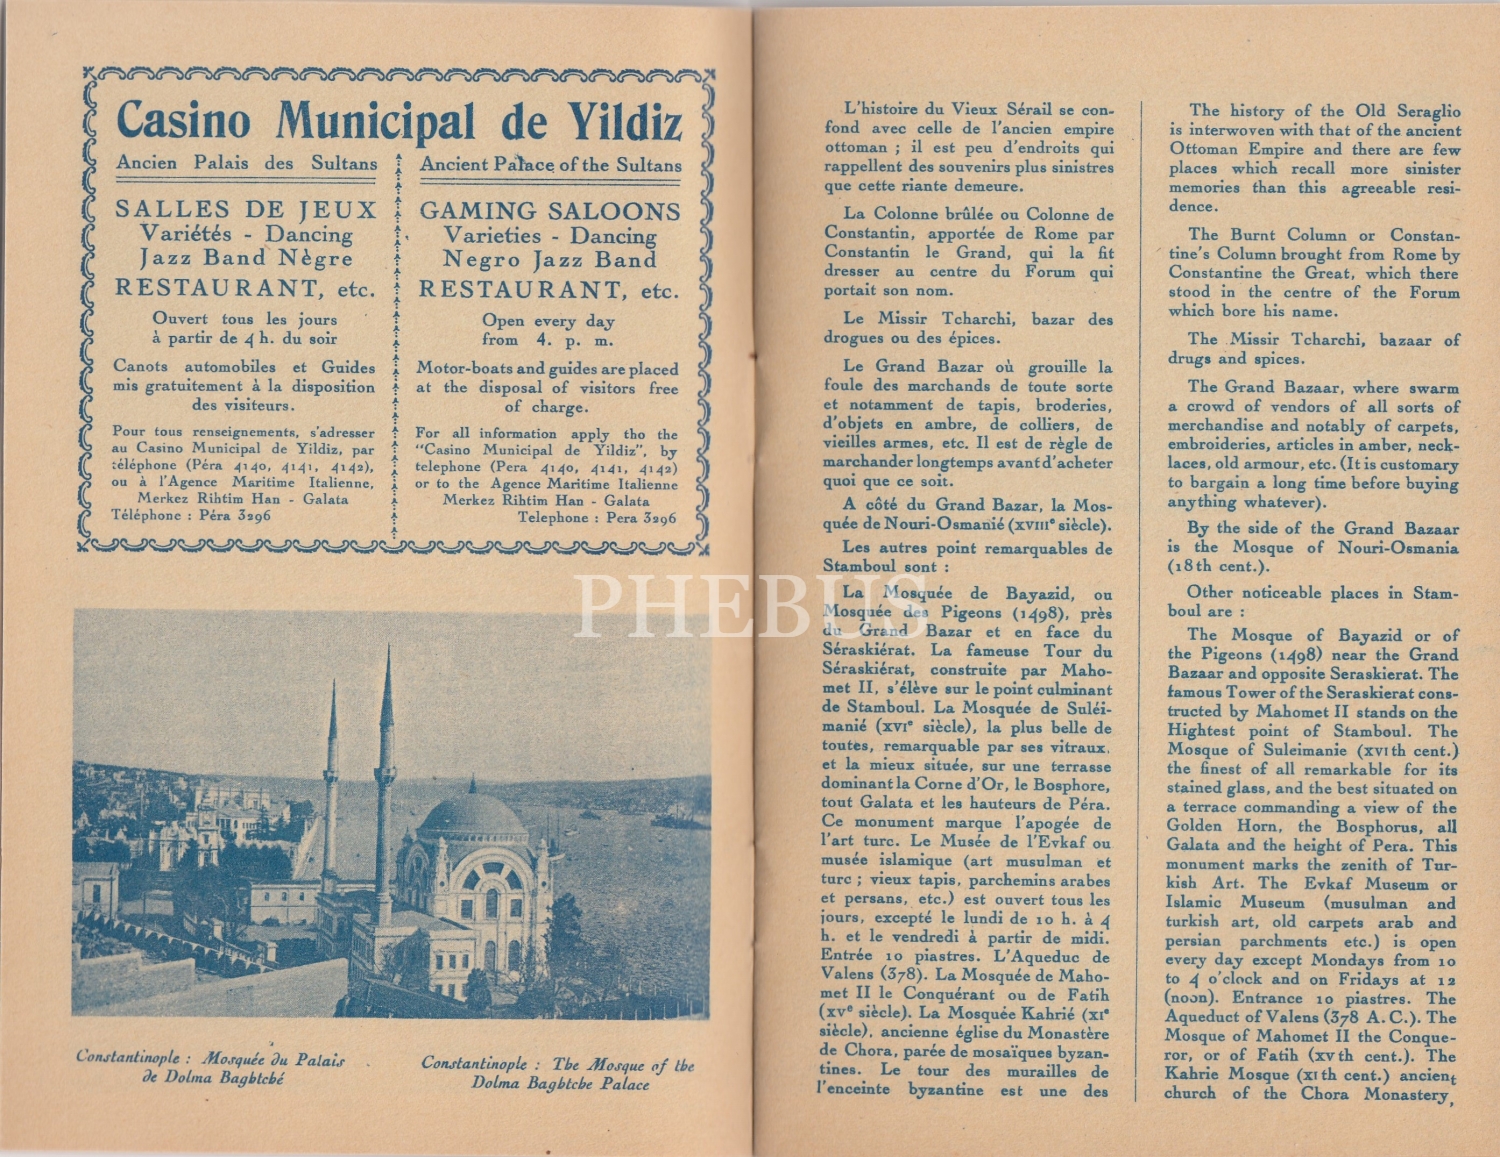 Casino Municipal de Yildiz
Ancien Palais des Sultans
SALLES DE JEUX
Variétés - Dancing
Jazz Band Nègre
RESTAURANT, etc.
Ouvert tous les jours
à partir de 4 h. du soir
Canots automobiles et Guides
mis gratuitement à la disposition
des visiteurs.
Pour tous renseignements, s'adresser
au Casino Municipal de Yildiz, par
téléphone (Péra 4140, 4141, 4142),
ou à l'Agence Maritime Italienne,
Merkez Rihtim Han - Galata
Téléphone : Péra 3296
Ancient Palace of the Sultans
GAMING SALOONS
Varieties - Dancing
Negro Jazz Band
RESTAURANT, etc.
Open every day
from 4. p. m.
Motor-boats and guides are placed
at the disposal of visitors free
of charge.
For all information apply tho the
"Casino Municipal de Yildiz", by
telephone (Pera 4140, 4141, 4142)
or to the Agence Maritime Italienne
Merkez Rihtim Han - Galata
Telephone : Pera 3296
Constantinople : Mosquée du Palais
de Dolma Baghtché
Constantinople : The Mosque of the
Dolma Baghtche Palace
L'histoire du Vieux Sérail se con-
fond avec celle de l'ancien empire
ottoman ; il est peu d'endroits qui
rappellent des souvenirs plus sinistres
que cette riante demeure.
La Colonne brûlée ou Colonne de
Constantin, apportée de Rome par
Constantin le Grand, qui la fit
dresser au centre du Forum qui
portait son nom.
Le Missir Tcharchi, bazar des
drogues ou des épices.
Le Grand Bazar où grouille la
foule des marchands de toute sorte
et notamment de tapis, broderies,
d'objets en ambre, de colliers, de
vieilles armes, etc. Il est de règle de
marchander longtemps avant d'acheter
quoi que ce soit.
A côté du Grand Bazar, la Mos-
quée de Nouri-Osmanié (XVIIIe siècle).
Les autres point remarquables de
Stamboul sont :
La Mosquée de Bayazid, ou
Mosquée des Pigeons (1498), près
du Grand Bazar et en face du
Séraskiérat. La fameuse Tour du
Séraskiérat, construite par Maho-
met II, s'élève sur le point culminant
de Stamboul. La Mosquée de Suléi-
manié (XVIe siècle), la plus belle de
toutes, remarquable par ses vitraux,
et la mieux située, sur une terrasse
dominant la Corne d'Or, le Bosphore,
tout Galata et les hauteurs de Péra.
Ce monument marque l'apogée de
l'art turc. Le Musée de l'Evkaf ou
musée islamique (art musulman et
turc ; vieux tapis, parchemins arabes
et persans, etc.) est ouvert tous les
jours, excepté le lundi de 10 h. à 4
h. et le vendredi à partir de midi.
Entrée 10 piastres. L'Aqueduc de
Valens (378). La Mosquée de Maho-
met II le Conquérant ou de Fatih
(XVe siècle). La Mosquée Kahrié (XIe
siècle), ancienne église du Monastère
de Chora, parée de mosaïques byzan-
tines. Le tour des murailles de
l'enceinte byzantine est une des
The history of the Old Seraglio
is interwoven with that of the ancient
Ottoman Empire and there are few
places which recall more sinister
memories than this agreeable resi-
dence.
The Burnt Column or Constan-
tine's Column brought from Rome by
Constantine the Great, which there
stood in the centre of the Forum
which bore his name.
The Missir Tcharchi, bazaar of
drugs and spices.
The Grand Bazaar, where swarm
a crowd of vendors of all sorts of
merchandise and notably of carpets,
embroideries, articles in amber, neck-
laces, old armour, etc. (It is customary
to bargain a long time before buying
anything whatever).
By the side of the Grand Bazaar
is the Mosque of Nouri-Osmania
(18th cent.).
Other noticeable places in Stam-
boul are :
The Mosque of Bayazid or of
the Pigeons (1498) near the Grand
Bazaar and opposite Seraskierat. The
famous Tower of the Seraskierat cons-
tructed by Mahomet II stands on the
Hightest point of Stamboul. The
Mosque of Suleimanie (XVIth cent.)
the finest of all remarkable for its
stained glass, and the best situated on
a terrace commanding a view of the
Golden Horn, the Bosphorus, all
Galata and the height of Pera. This
monument marks the zenith of Tur-
kish Art. The Evkaf Museum or
Islamic Museum (musulman and
turkish art, old carpets arab and
persian parchments etc.) is open
every day except Mondays from 10
to 4 o'clock and on Fridays at 12
(noon). Entrance 10 piastres. The
Aqueduct of Valens (378 A. C.). The
Mosque of Mahomet II the Conque-
ror, or of Fatih (XVth cent.). The
Kahrie Mosque (XIth cent.) ancient
church of the Chora Monastery,
PHEBUS